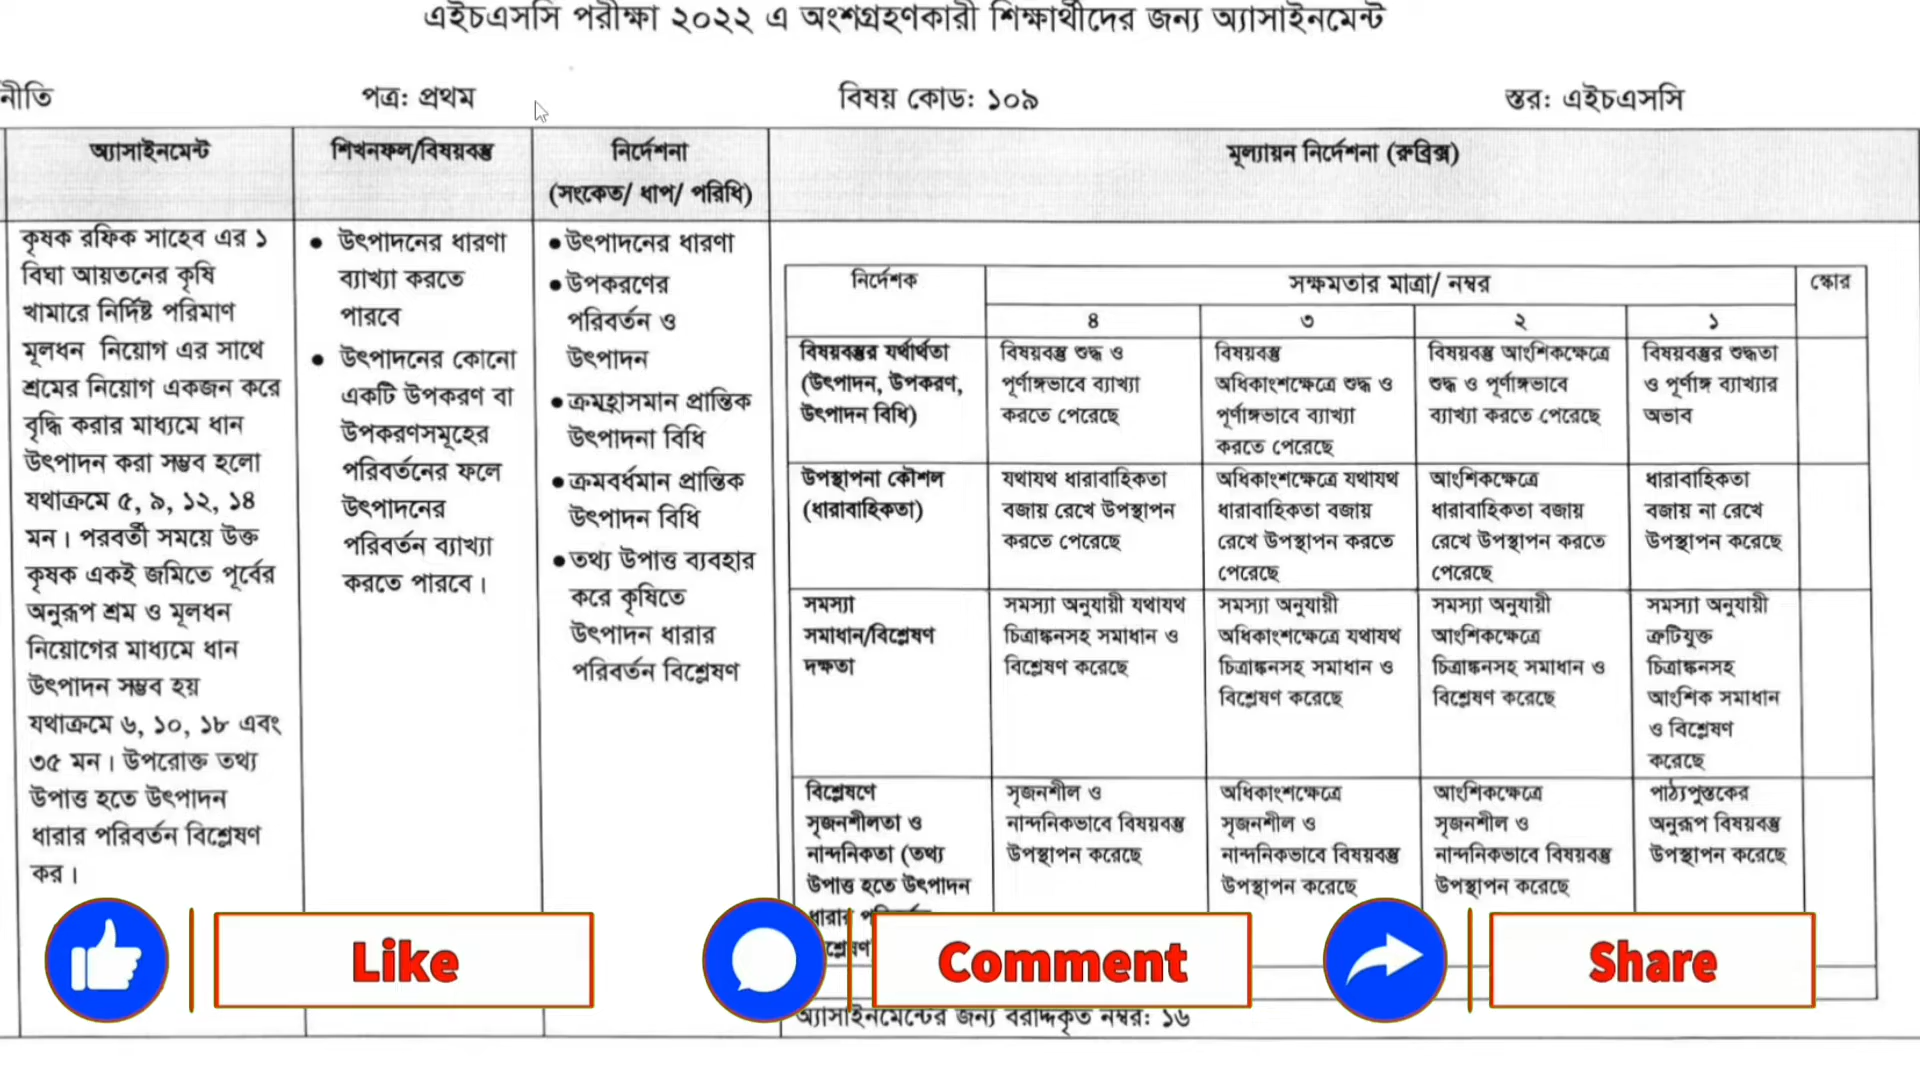 এইচএসসি পরীক্ষা ২০২২ এ অংশগ্রহণকারী শিক্ষার্থীদের জন্য অ্যাসাইনমেন্ট
নীতি
পত্র: প্রথম
বিষয় কোড: ১০৯
স্তর: এইচএসসি
অ্যাসাইনমেন্ট
কৃষক রফিক সাহেব এর ১
বিঘা আয়তনের কৃষি
খামারে নির্দিষ্ট পরিমাণ
মূলধন নিয়োগ এর সাথে
শ্রমের নিয়োগ একজন করে
বৃদ্ধি করার মাধ্যমে ধান
উৎপাদন করা সম্ভব হলো
যথাক্রমে ৫, ৯, ১২, ১৪
মন। পরবর্তী সময়ে উক্ত
কৃষক একই জমিতে পূর্বের
অনুরূপ শ্রম ও মূলধন
নিয়োগের মাধ্যমে ধান
উৎপাদন সম্ভব হয়
যথাক্রমে ৬, ১০, ১৮ এবং
৩৫ মন। উপরোক্ত তথ্য
উপাত্ত হতে উৎপাদন
ধারার পরিবর্তন বিশ্লেষণ
কর।
শিখনফল/বিষয়বস্তু
• উৎপাদনের ধারণা
ব্যাখ্যা করতে
পারবে
• উৎপাদনের কোনো
একটি উপকরণ বা
উপকরণসমূহের
পরিবর্তনের ফলে
উৎপাদনের
পরিবর্তন ব্যাখ্যা
করতে পারবে।
নির্দেশনা
(সংকেত/ ধাপ/ পরিধি)
• উৎপাদনের ধারণা
• উপকরণের
পরিবর্তন ও
উৎপাদন
• ক্রমহ্রাসমান প্রান্তিক
উৎপাদনা বিধি
• ক্রমবর্ধমান প্রান্তিক
উৎপাদন বিধি
• তথ্য উপাত্ত ব্যবহার
করে কৃষিতে
উৎপাদন ধারার
পরিবর্তন বিশ্লেষণ
মূল্যায়ন নির্দেশনা (রুব্রিক্স)
নির্দেশক
সক্ষমতার মাত্রা/ নম্বর
স্কোর
৪
৩
২
১
বিষয়বস্তুর যর্থার্থতা
(উৎপাদন, উপকরণ,
উৎপাদন বিধি)
বিষয়বস্তু শুদ্ধ ও
পূর্ণাঙ্গভাবে ব্যাখ্যা
করতে পেরেছে
বিষয়বস্তু
অধিকাংশক্ষেত্রে শুদ্ধ ও
পূর্ণাঙ্গভাবে ব্যাখ্যা
করতে পেরেছে
বিষয়বস্তু আংশিকক্ষেত্রে
শুদ্ধ ও পূর্ণাঙ্গভাবে
ব্যাখ্যা করতে পেরেছে
বিষয়বস্তুর শুদ্ধতা
ও পূর্ণাঙ্গ ব্যাখ্যার
অভাব
উপস্থাপনা কৌশল
(ধারাবাহিকতা)
যথাযথ ধারাবাহিকতা
বজায় রেখে উপস্থাপন
করতে পেরেছে
অধিকাংশক্ষেত্রে যথাযথ
ধারাবাহিকতা বজায়
রেখে উপস্থাপন করতে
পেরেছে
আংশিকক্ষেত্রে
ধারাবাহিকতা বজায়
রেখে উপস্থাপন করতে
পেরেছে
ধারাবাহিকতা
বজায় না রেখে
উপস্থাপন করেছে
সমস্যা
সমাধান/বিশ্লেষণ
দক্ষতা
সমস্যা অনুযায়ী যথাযথ
চিত্রাঙ্কনসহ সমাধান ও
বিশ্লেষণ করেছে
সমস্যা অনুযায়ী
অধিকাংশক্ষেত্রে যথাযথ
চিত্রাঙ্কনসহ সমাধান ও
বিশ্লেষণ করেছে
সমস্যা অনুযায়ী
আংশিকক্ষেত্রে
চিত্রাঙ্কনসহ সমাধান ও
বিশ্লেষণ করেছে
সমস্যা অনুযায়ী
ত্রুটিযুক্ত
চিত্রাঙ্কনসহ
আংশিক সমাধান
ও বিশ্লেষণ
করেছে
বিশ্লেষণে
সৃজনশীলতা ও
নান্দনিকতা (তথ্য
উপাত্ত হতে উৎপাদন
ধারার
সৃজনশীল ও
নান্দনিকভাবে বিষয়বস্তু
উপস্থাপন করেছে
অধিকাংশক্ষেত্রে
সৃজনশীল ও
নান্দনিকভাবে বিষয়বস্তু
উপস্থাপন করেছে
আংশিকক্ষেত্রে
সৃজনশীল ও
নান্দনিকভাবে বিষয়বস্তু
উপস্থাপন করেছে
পাঠ্যপুস্তকের
অনুরূপ বিষয়বস্তু
উপস্থাপন করেছে
অ্যাসাইনমেন্টের জন্য বরাদ্দকৃত নম্বর: ১৬
Like
Comment
Share